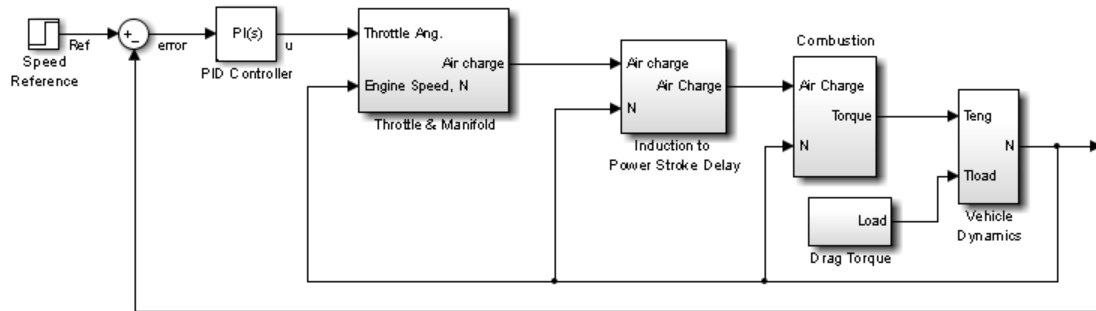 Speed
Reference
Ref
+
-
error
PI(s)
PID Controller
u
Throttle Ang.
Air charge
Engine Speed, N
Throttle & Manifold
Air charge
Air Charge
N
Induction to
Power Stroke Delay
Combustion
Air Charge
Torque
N
Load
Drag Torque
Teng
N
Tload
Vehicle
Dynamics